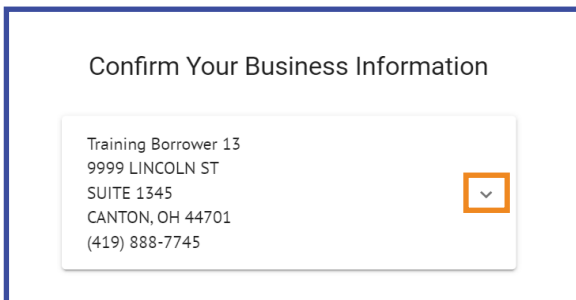 Confirm Your Business Information
Training Borrower 13
9999 LINCOLN ST
SUITE 1345
CANTON, OH 44701
(419) 888-7745